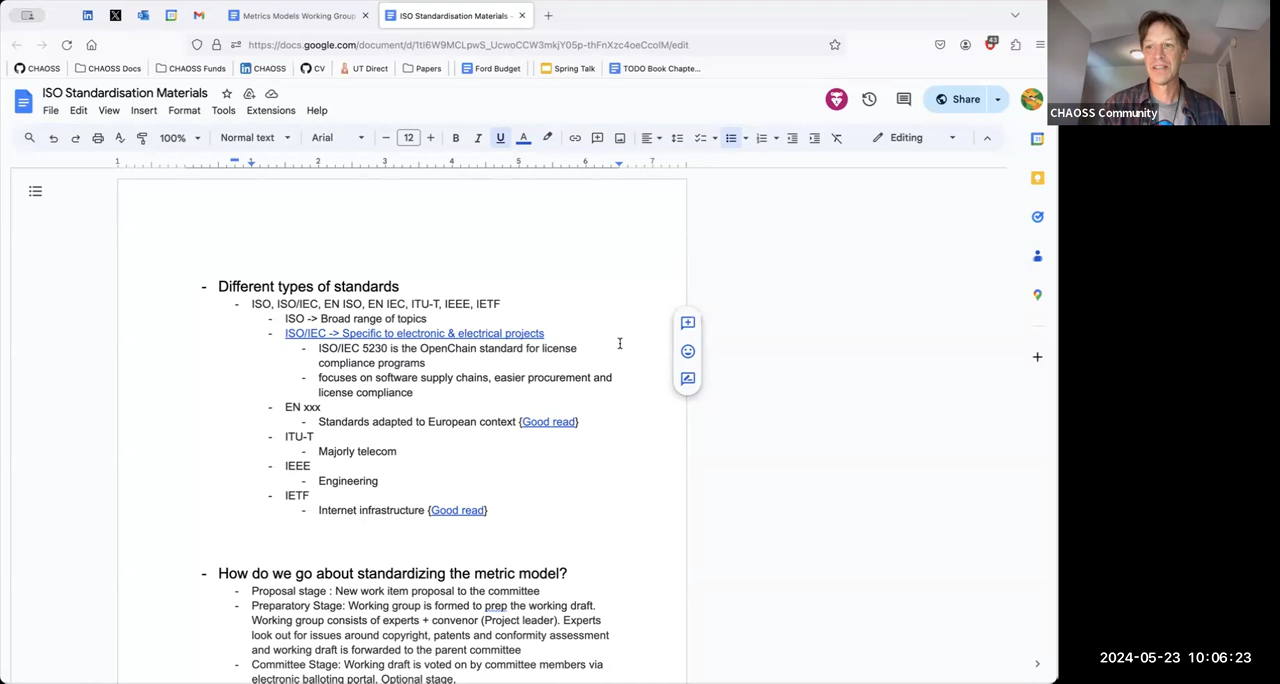 Metrics Models Working Group
ISO Standardisation Materials -
https://docs.google.com/document/d/1tI6W9MCLpwS_UcwoCCW3mkjY05p-thFnXzc4oeCcolM/edit
43
CHAOSS
CHAOSS Docs
CHAOSS Funds
CHAOSS
CV
UT Direct
Papers
Ford Budget
Spring Talk
TODO Book Chapte...
ISO Standardisation Materials
File Edit View Insert Format Tools Extensions Help
Share
100% Normal text Arial 12 B I U A Editing
1 1 2 3 4 5 6 7
CHAOSS Community
- Different types of standards
- ISO, ISO/IEC, EN ISO, EN IEC, ITU-T, IEEE, IETF
- ISO -> Broad range of topics
- ISO/IEC -> Specific to electronic & electrical projects
- ISO/IEC 5230 is the OpenChain standard for license
compliance programs
- focuses on software supply chains, easier procurement and
license compliance
- EN xxx
- Standards adapted to European context {Good read}
- ITU-T
- Majorly telecom
- IEEE
- Engineering
- IETF
- Internet infrastructure {Good read}
- How do we go about standardizing the metric model?
- Proposal stage : New work item proposal to the committee
- Preparatory Stage: Working group is formed to prep the working draft.
Working group consists of experts + convenor (Project leader). Experts
look out for issues around copyright, patents and conformity assessment
and working draft is forwarded to the parent committee
- Committee Stage: Working draft is voted on by committee members via
electronic balloting portal. Optional stage.
2024-05-23 10:06:23